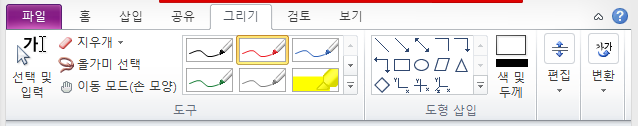 파일 홈 삽입 공유 그리기 검토 보기
가
선택 및
입력
지우개
올가미 선택
이동 모드(손 모양)
도구
도형 삽입
색 및
두께
편집
가가
변환